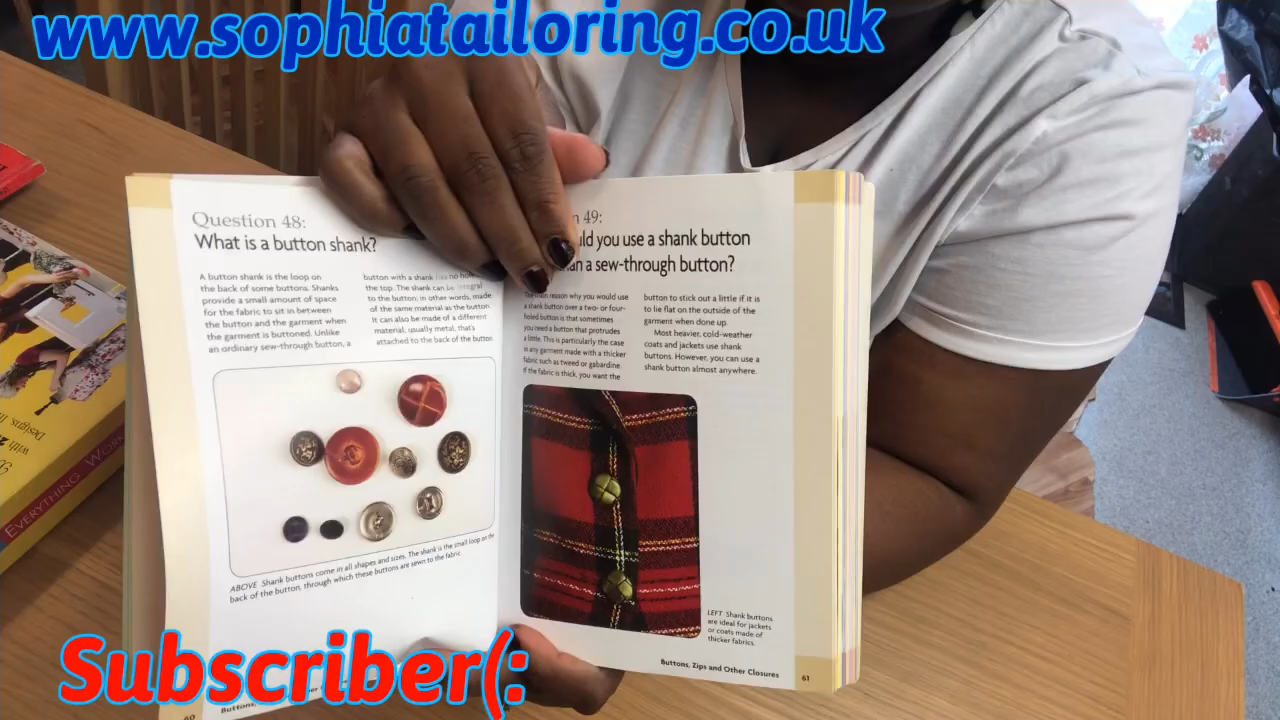 www.sophiatailoring.co.uk
Question 48:
What is a button shank?
A button shank is the loop on
the back of some buttons. Shanks
provide a small amount of space
for the fabric to sit in between
the button and the garment when
the garment is buttoned. Unlike
an ordinary sew-through button, a
button with a shank has no
the top. The shank can be integral
to the button; in other words, made
of the same material as the button.
It can also be made of a different
material, usually metal, that's
attached to the back of the button.
ABOVE Shank buttons come in all shapes and sizes. The shank is the small loop on the
back of the button, through which these buttons are sewn to the fabric.
49:
you use a shank button
a sew-through button?
The main reason why you would use
a shank button over a two- or four-
holed button is that sometimes
you need a button that protrudes
a little. This is particularly the case
in any garment made with a thicker
fabric such as tweed or gabardine.
If the fabric is thick, you want the
button to stick out a little if it is
to lie flat on the outside of the
garment when done up.
Most heavier, cold-weather
coats and jackets use shank
buttons. However, you can use a
shank button almost anywhere.
LEFT Shank buttons
are ideal for jackets
or coats made of
thicker fabrics.
Buttons, Zips and Other Closures
61
60
Buttons,
Designs, 
with
EVERYTHING WOR
Subscriber(: